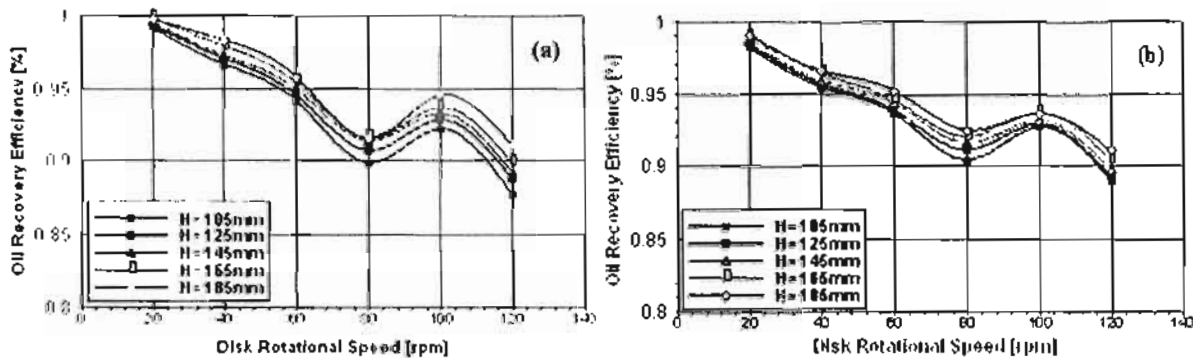 (a)
Oil Recovery Efficiency [%]
1
0.95
0.9
0.85
0.8
H=105mm
H=125mm
H=145mm
H=165mm
H=185mm
0 20 40 60 80 100 120 140
Disk Rotational Speed [rpm]
(b)
Oil Recovery Efficiency [%]
1
0.95
0.9
0.85
0.8
H=105mm
H=125mm
H=145mm
H=165mm
H=185mm
0 20 40 60 80 100 120 140
Disk Rotational Speed [rpm]